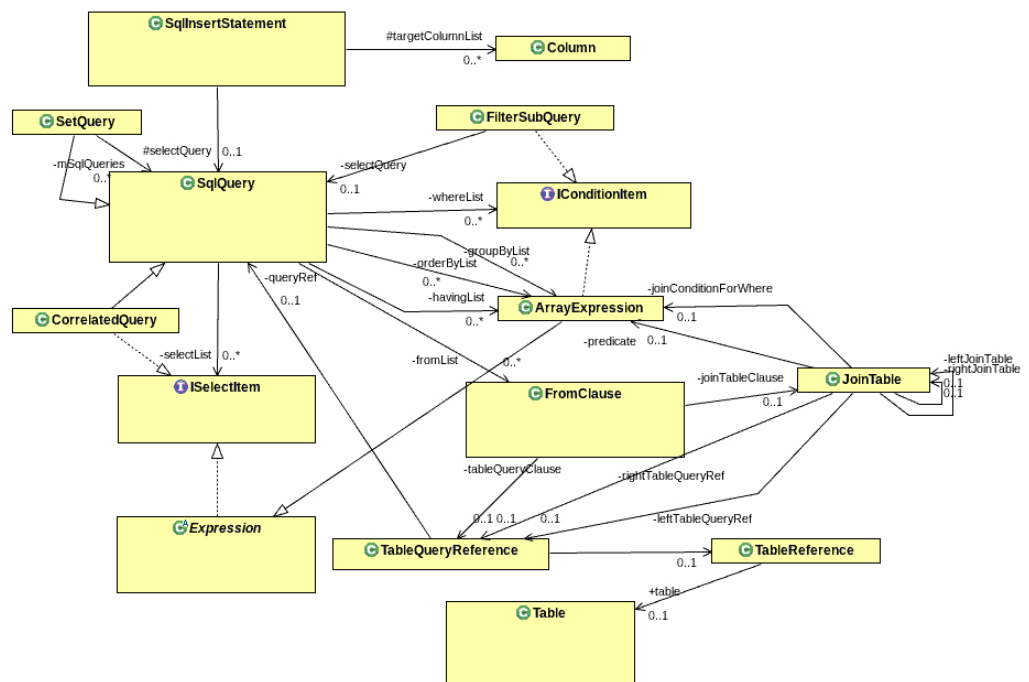 SqlInsertStatement
#targetColumnList
0..*
Column
SetQuery
FilterSubQuery
-mSqlQueries
0..*
#selectQuery
0..1
-selectQuery
0..1
SqlQuery
IConditionItem
-whereList
0..*
-groupByList
0..*
-orderByList
0..*
-queryRef
0..1
-havingList
0..*
-joinConditionForWhere
0..1
ArrayExpression
CorrelatedQuery
-predicate
0..1
-selectList
0..*
-fromList
0..*
-leftJoinTable
-rightJoinTable
0..1
0..1
ISelectItem
FromClause
-joinTableClause
0..1
JoinTable
-tableQueryClause
-rightTableQueryRef
0..1
0..1
0..1
-leftTableQueryRef
Expression
TableQueryReference
0..1
TableReference
+table
0..1
Table